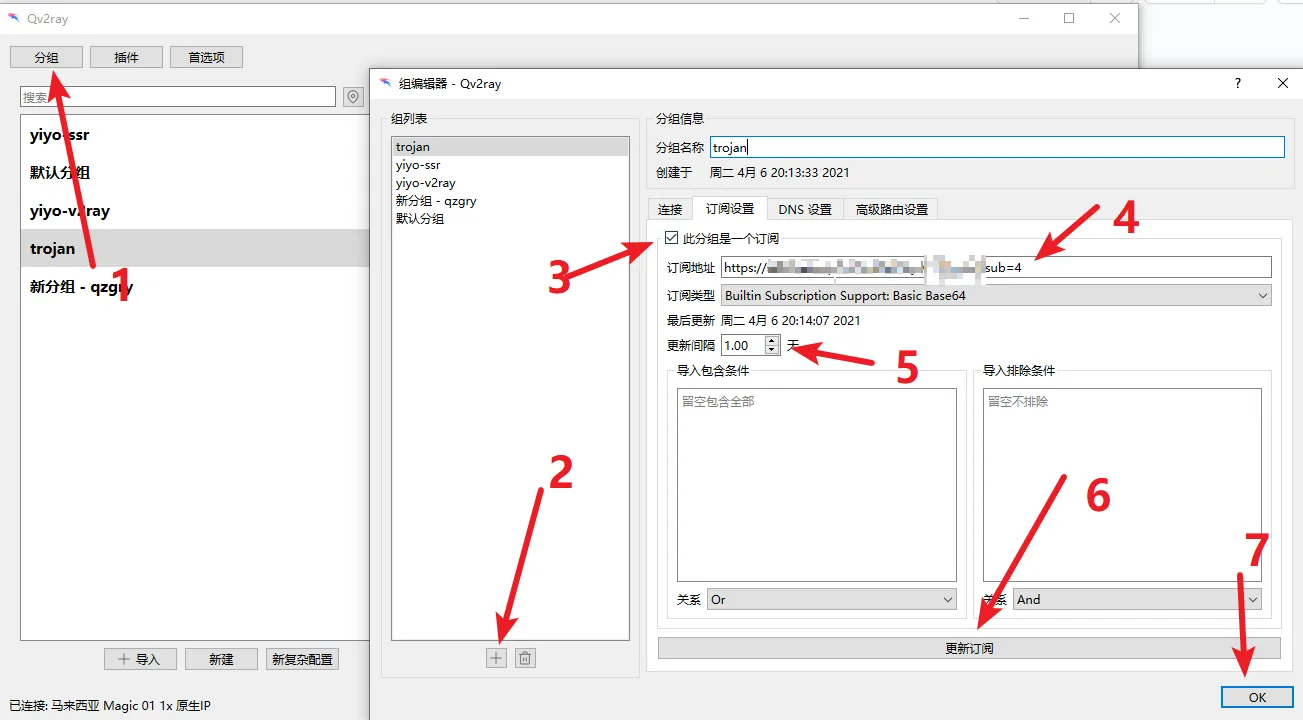 Qv2ray
分组 插件 首选项
搜索
yiyo-ssr
默认分组
yiyo-v2ray
trojan
新分组 - qzgry
1
＋ 导入 新建 新复杂配置
已连接: 马来西亚 Magic 01 1x 原生IP
组编辑器 - Qv2ray
?
组列表
trojan
yiyo-ssr
yiyo-v2ray
新分组 - qzgry
默认分组
2
分组信息
分组名称 trojan
创建于 周二 4月 6 20:13:33 2021
连接 订阅设置 DNS 设置 高级路由设置
3
此分组是一个订阅
4
订阅地址 https:// sub=4
订阅类型 Builtin Subscription Support: Basic Base64
最后更新 周二 4月 6 20:14:07 2021
更新间隔 1.00 天
5
导入包含条件 导入排除条件
留空包含全部 留空不排除
6
关系 Or 关系 And
7
更新订阅
OK